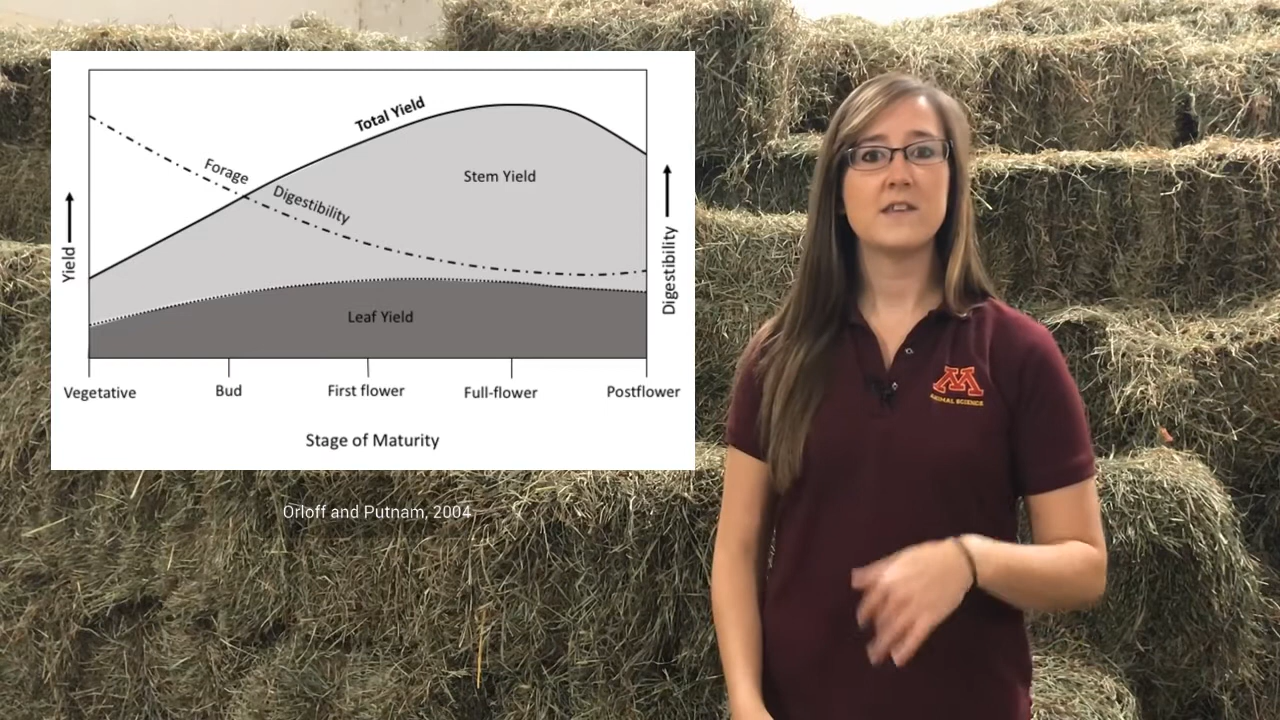 Total Yield
Forage
Digestibility
Stem Yield
Yield
Digestibility
Leaf Yield
Vegetative Bud First flower Full-flower Postflower
Stage of Maturity
Orloff and Putnam, 2004
M
ANIMAL SCIENCE